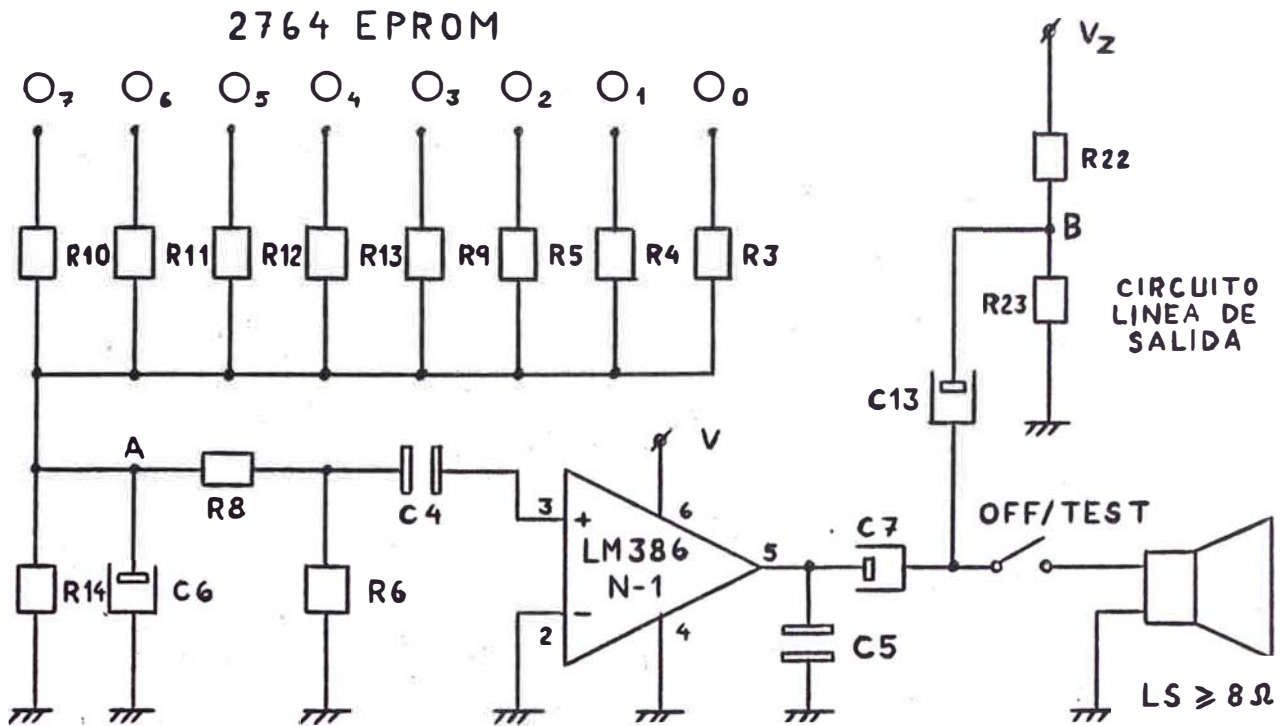 2764 EPROM
O7 O6 O5 O4 O3 O2 O1 O0
VZ
R22
B
R10 R11 R12 R13 R9 R5 R4 R3
R23
CIRCUITO
LINEA DE
SALIDA
C13
A
V
R8
C4
3
+
6
LM386
N-1
5
C7
OFF/TEST
R14
C6
R6
2
-
4
C5
LS ⩾ 8 Ω